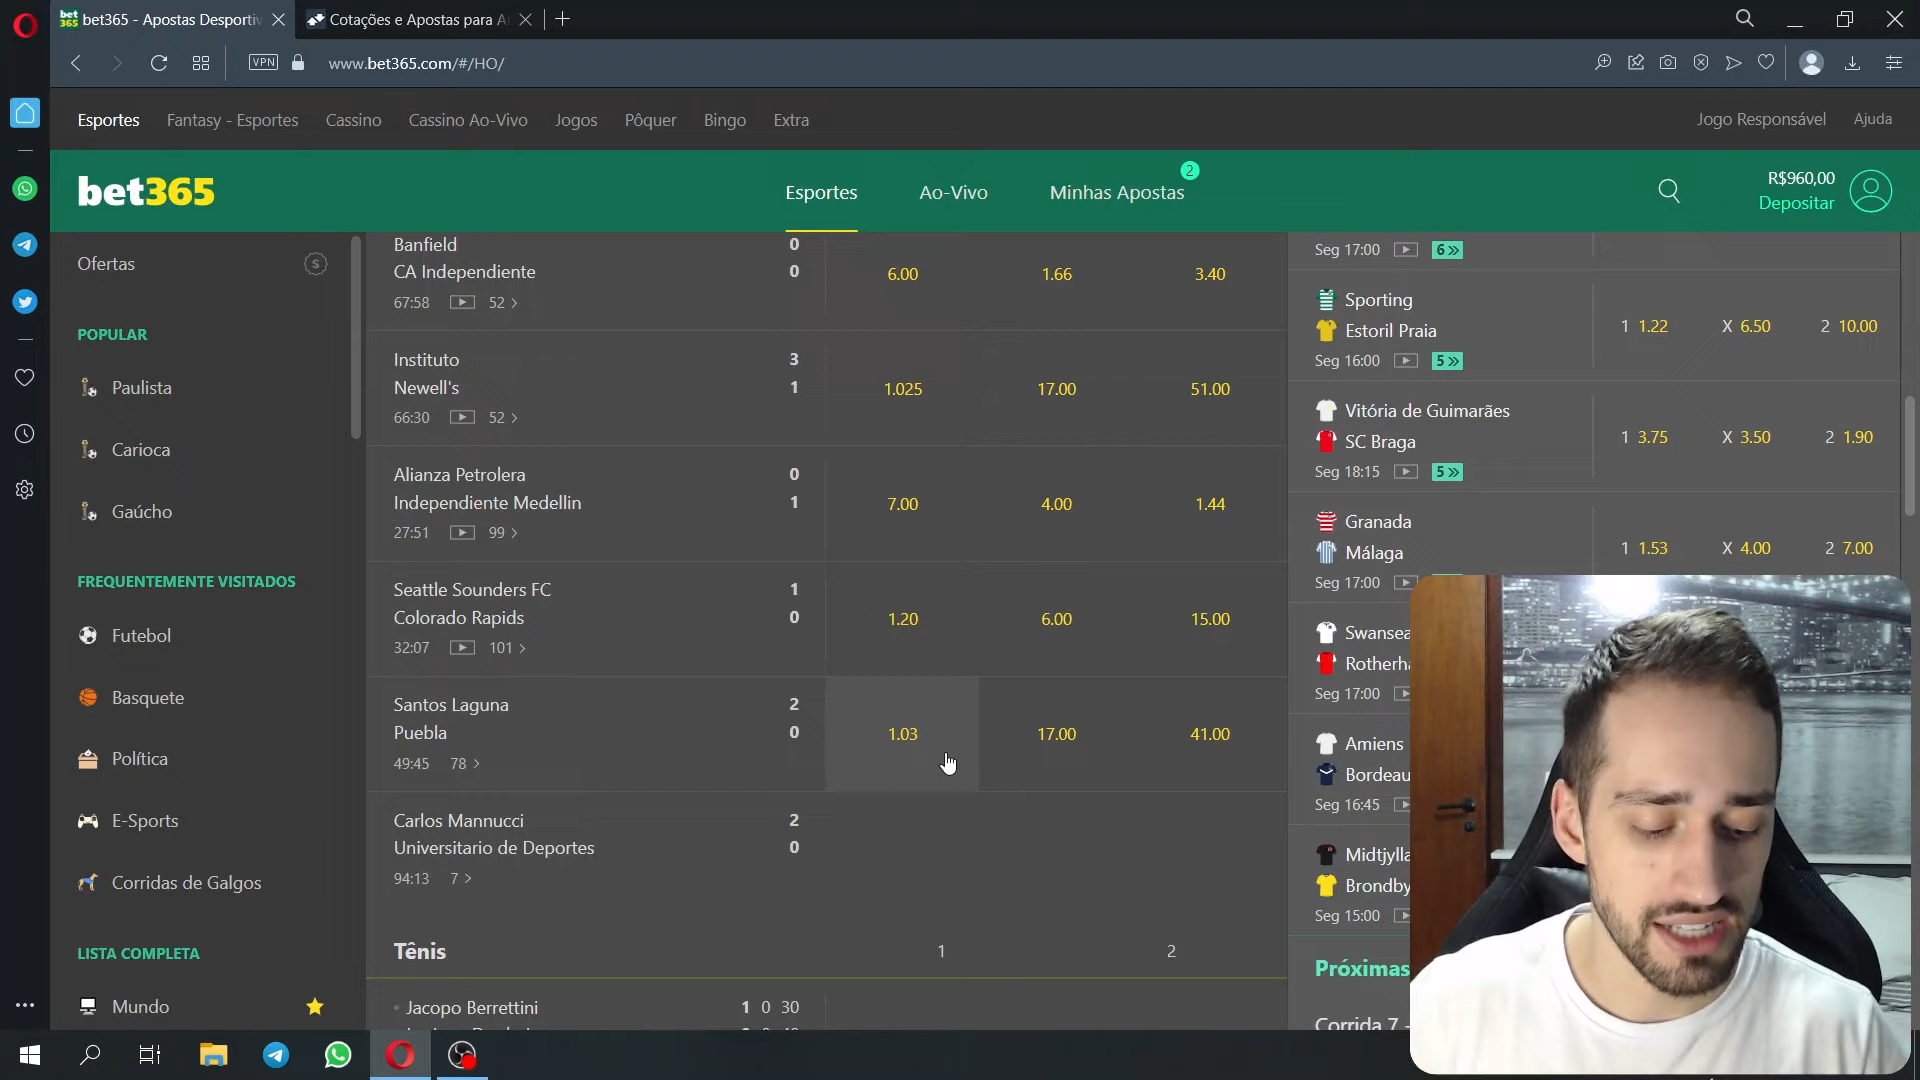 bet365 - Apostas Desporti
Cotações e Apostas para A
VPN
www.bet365.com/#/HO/
Esportes
Fantasy - Esportes
Cassino
Cassino Ao-Vivo
Jogos
Pôquer
Bingo
Extra
Jogo Responsável
Ajuda
bet365
Esportes
Ao-Vivo
Minhas Apostas
2
R$960,00
Depositar
Ofertas
POPULAR
Paulista
Carioca
Gaúcho
FREQUENTEMENTE VISITADOS
Futebol
Basquete
Política
E-Sports
Corridas de Galgos
LISTA COMPLETA
Mundo
Banfield 0
CA Independiente 0
67:58 52 >
6.00 1.66 3.40
Instituto 3
Newell's 1
66:30 52 >
1.025 17.00 51.00
Alianza Petrolera 0
Independiente Medellin 1
27:51 99 >
7.00 4.00 1.44
Seattle Sounders FC 1
Colorado Rapids 0
32:07 101 >
1.20 6.00 15.00
Santos Laguna 2
Puebla 0
49:45 78 >
1.03 17.00 41.00
Carlos Mannucci 2
Universitario de Deportes 0
94:13 7 >
Tênis 1 2
Jacopo Berrettini 1 0 30
Seg 17:00 6 »
Sporting
Estoril Praia
Seg 16:00 5 »
1 1.22 X 6.50 2 10.00
Vitória de Guimarães
SC Braga
Seg 18:15 5 »
1 3.75 X 3.50 2 1.90
Granada
Málaga
Seg 17:00
1 1.53 X 4.00 2 7.00
Swansea
Rotherh
Seg 17:00
Amiens
Bordeau
Seg 16:45
Midtjylla
Brondby
Seg 15:00
Próximas
Corrida 7 -